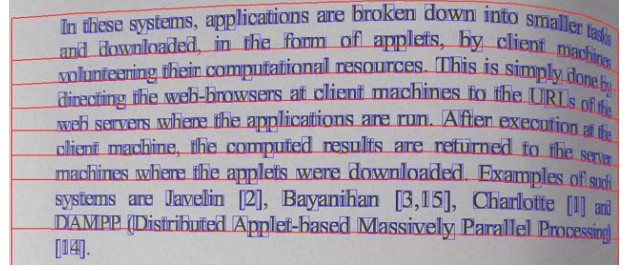 In these systems, applications are broken down into smaller tasks
and downloaded, in the form of applets, by client machines
volunteering their computational resources. This is simply done by
directing the web-browsers at client machines to the URLs of the
web servers where the applications are run. After execution at the
client machine, the computed results are returned to the server
machines where the applets were downloaded. Examples of such
systems are Javelin [2], Bayanihan [3,15], Charlotte [1] and
DAMPP (Distributed Applet-based Massively Parallel Processing)
[14].